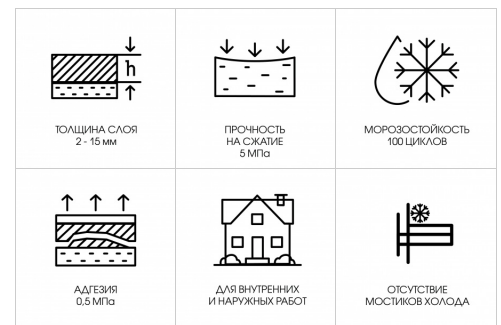 h
ТОЛЩИНА СЛОЯ
2 - 15 мм
ПРОЧНОСТЬ
НА СЖАТИЕ
5 МПа
МОРОЗОСТОЙКОСТЬ
100 ЦИКЛОВ
АДГЕЗИЯ
0,5 МПа
ДЛЯ ВНУТРЕННИХ
И НАРУЖНЫХ РАБОТ
ОТСУТСТВИЕ
МОСТИКОВ ХОЛОДА